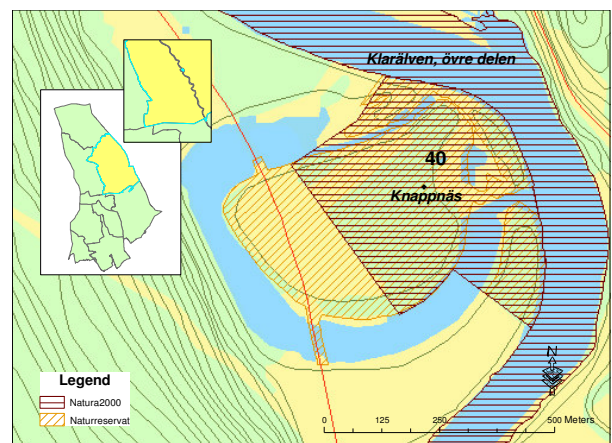 Klarälven, övre delen
40
Knappnäs
N
Legend
Natura2000
Naturreservat
0 125 250 500 Meters